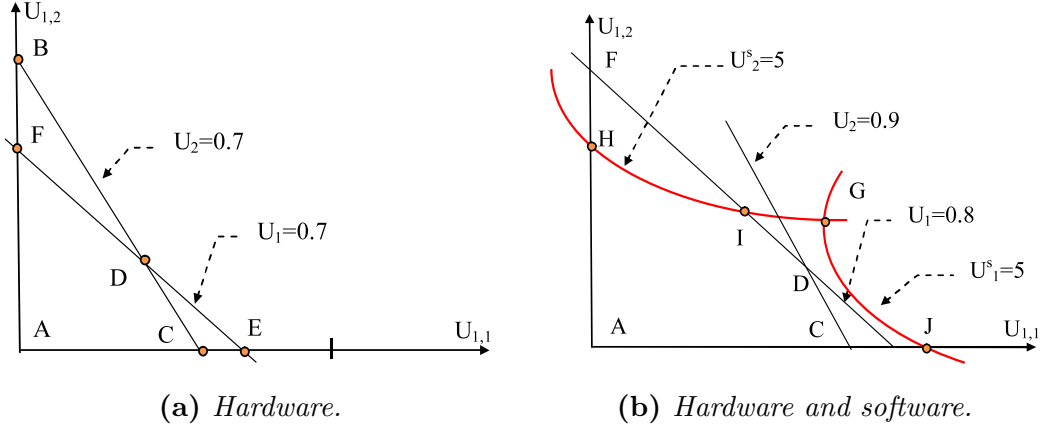 U1,2
B
F
U2=0.7
U1=0.7
D
A
C
E
U1,1
(a) Hardware.
U1,2
F
Us2=5
U2=0.9
H
G
U1=0.8
I
D
Us1=5
A
C
J
U1,1
(b) Hardware and software.